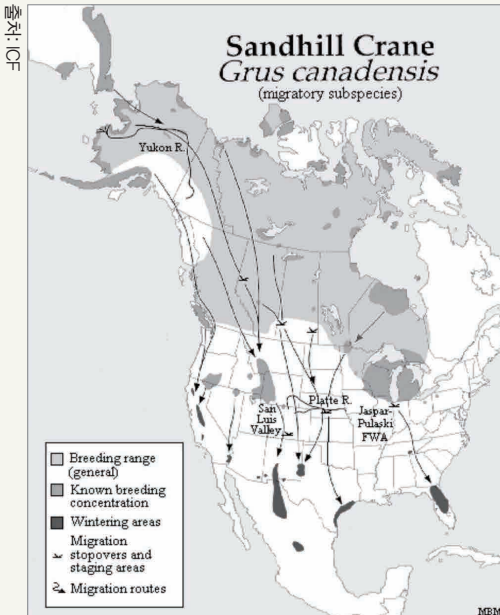 출처: ICF
Sandhill Crane
Grus canadensis
(migratory subspecies)
Yukon R.
San
Luis
Valley
Platte R.
Jaspar-
Pulaski
FWA
Breeding range
(general)
Known breeding
concentration
Wintering areas
Migration
stopovers and
staging areas
Migration routes
MBM